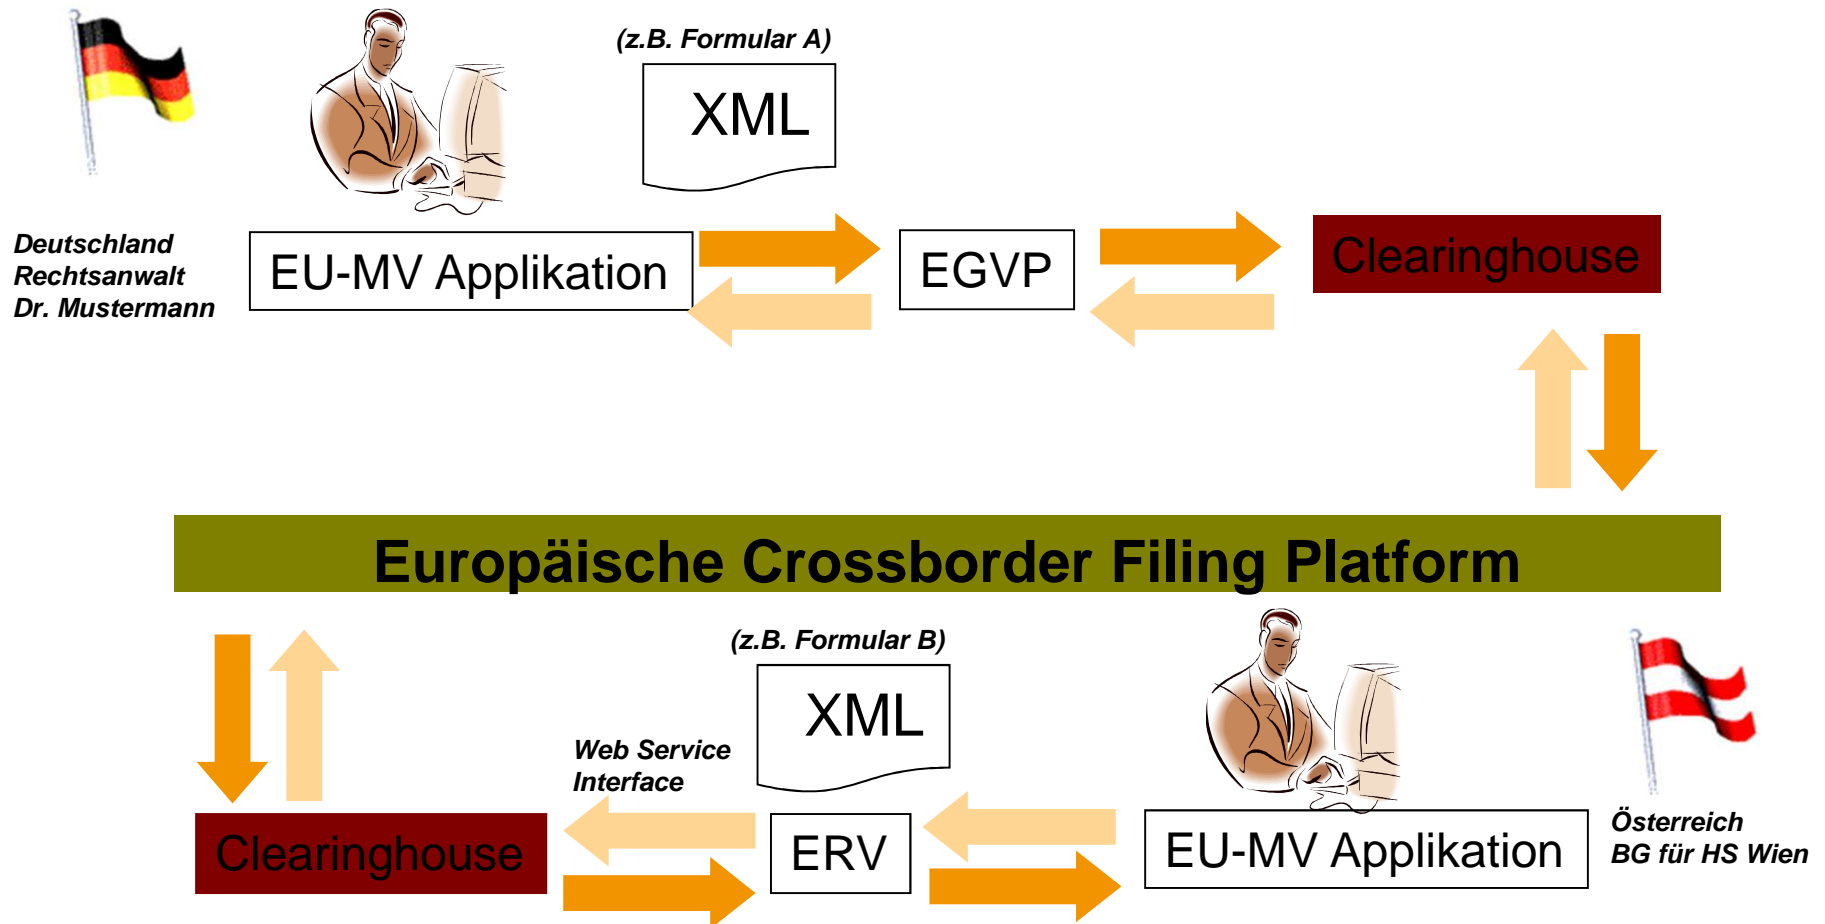 (z.B. Formular A)
XML
Deutschland
Rechtsanwalt
Dr. Mustermann
EU-MV Applikation
EGVP
Clearinghouse
Europäische Crossborder Filing Platform
(z.B. Formular B)
XML
Web Service
Interface
Clearinghouse
ERV
EU-MV Applikation
Österreich
BG für HS Wien